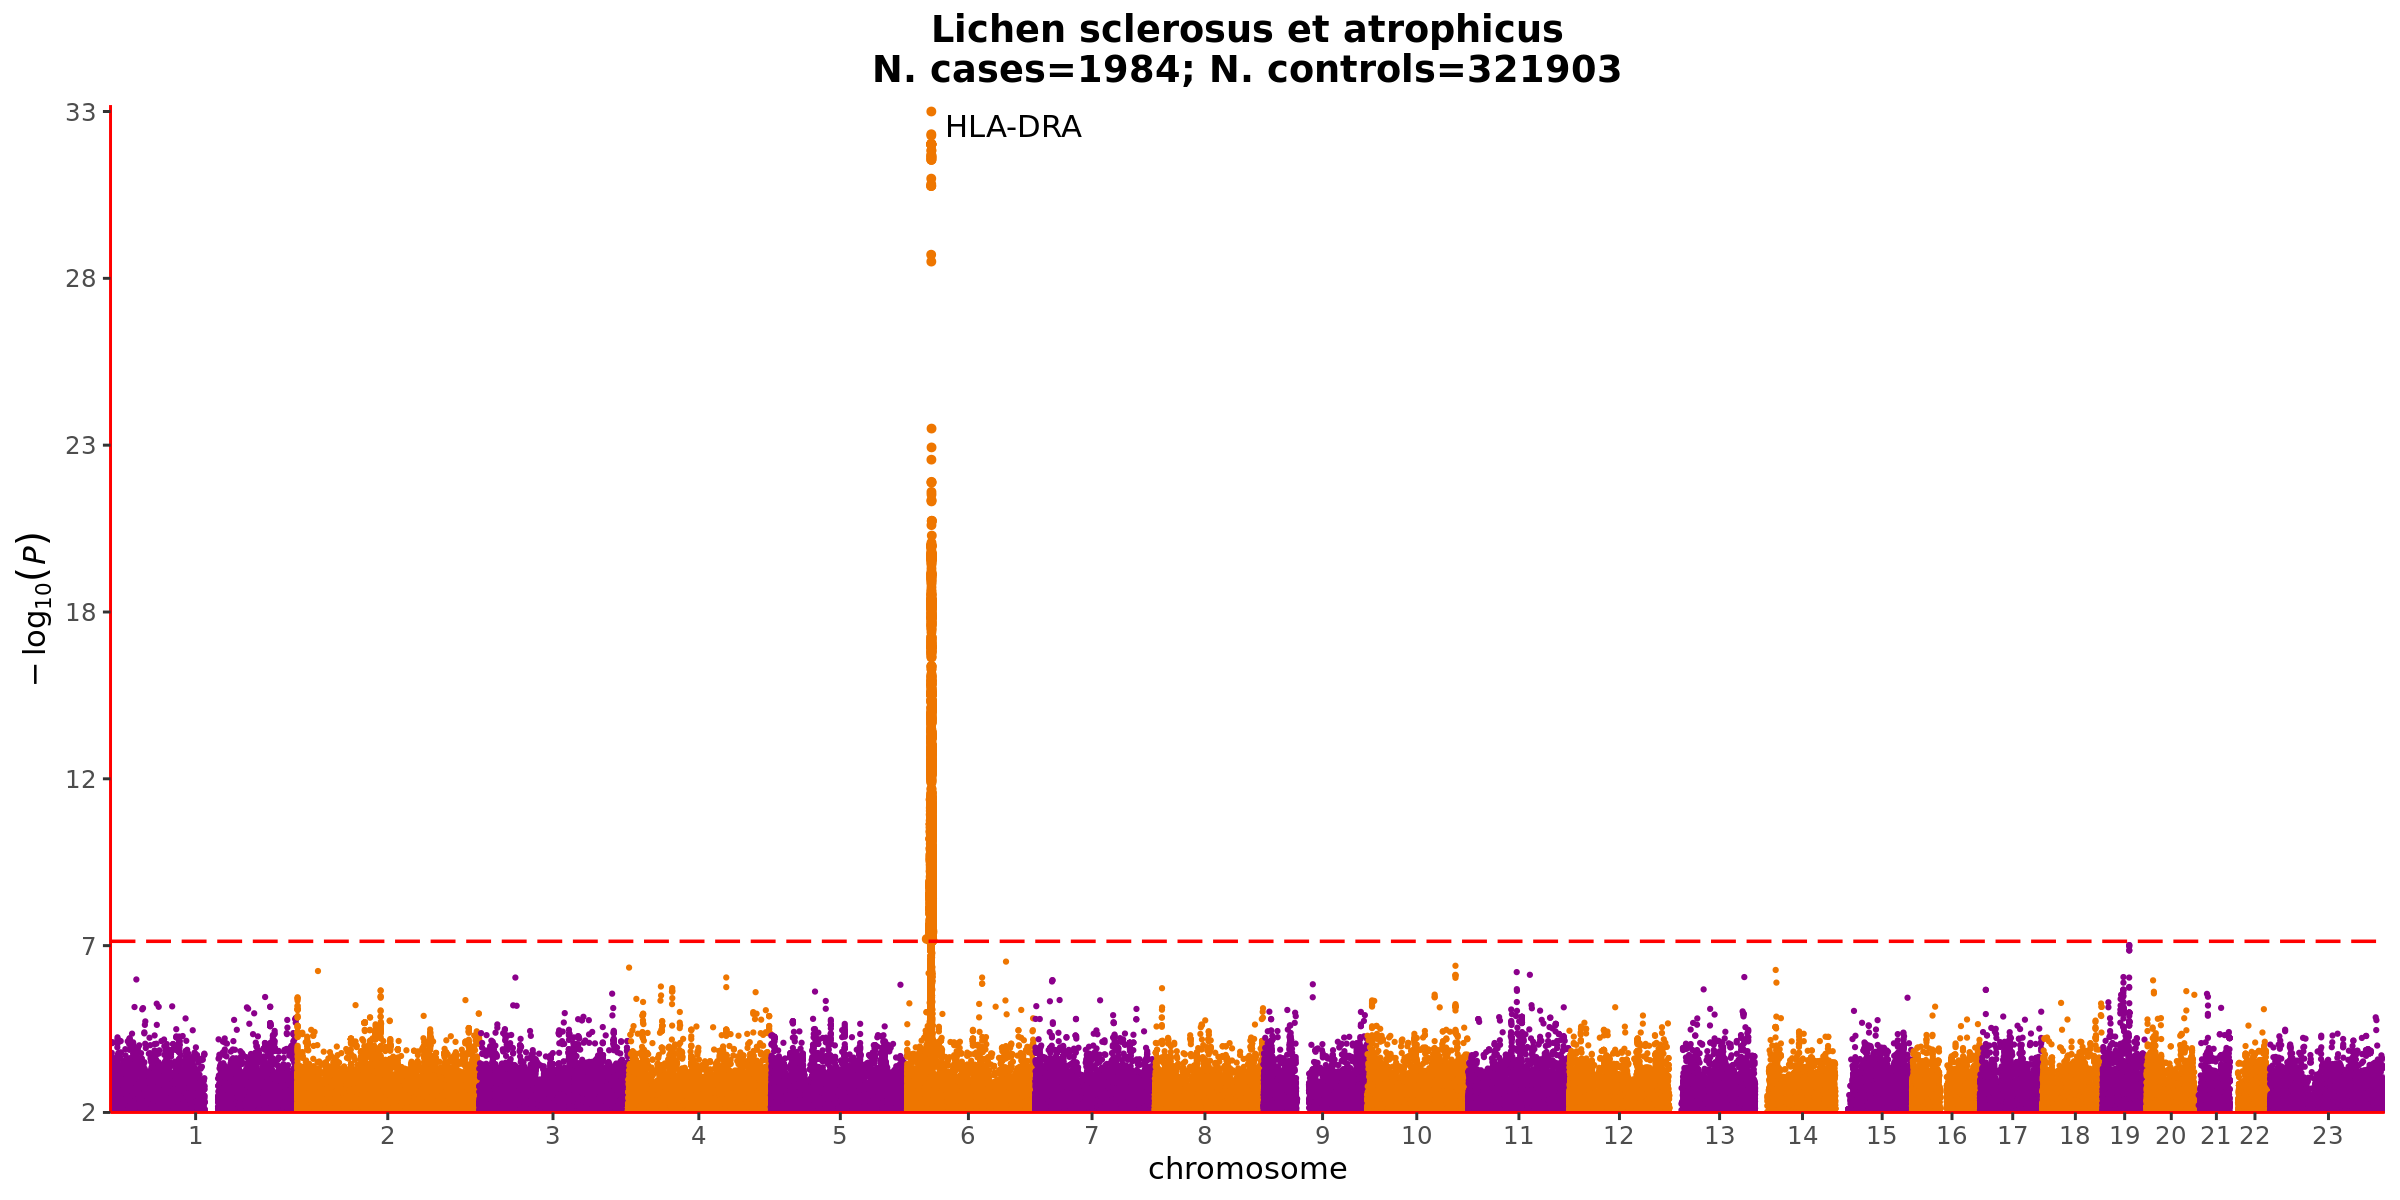 Lichen sclerosus et atrophicus
N. cases=1984; N. controls=321903
33
28
23
18
12
7
2
− log₁₀(P)
HLA-DRA
1 2 3 4 5 6 7 8 9 10 11 12 13 14 15 16 17 18 19 20 21 22 23
chromosome